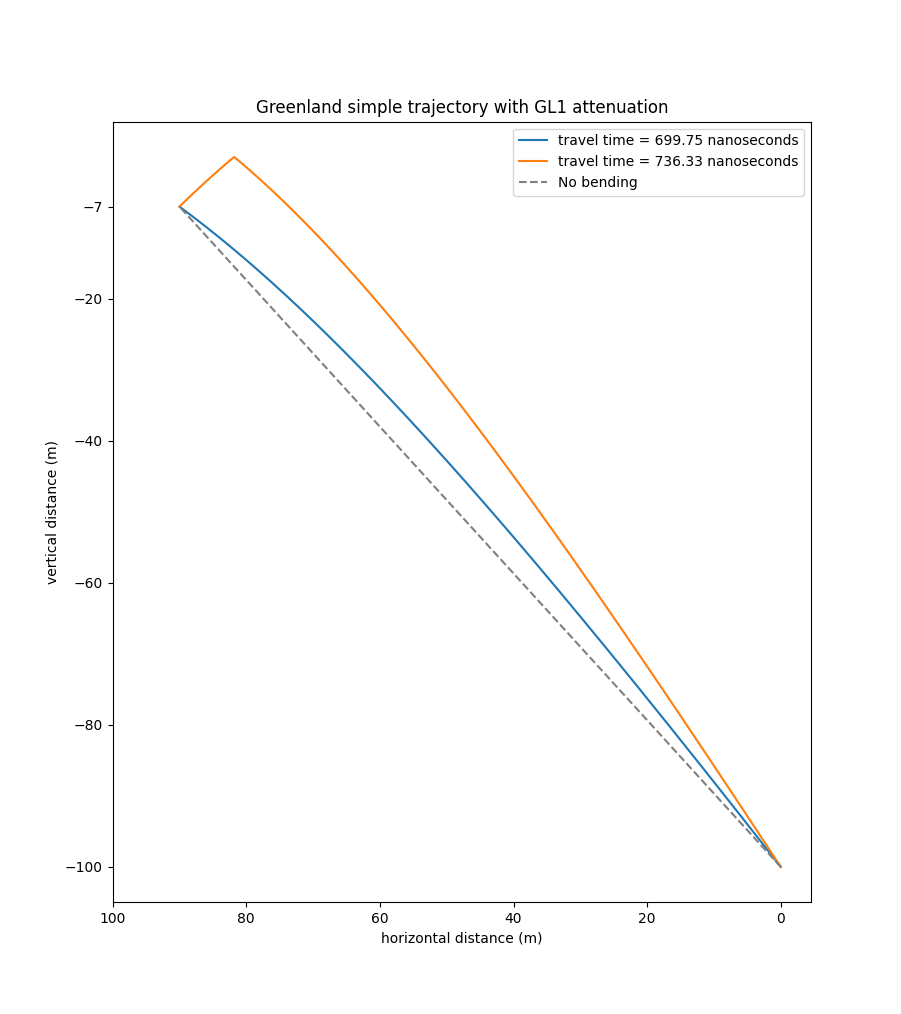 Greenland simple trajectory with GL1 attenuation
travel time = 699.75 nanoseconds
travel time = 736.33 nanoseconds
No bending
−7
−20
−40
−60
−80
−100
vertical distance (m)
100 80 60 40 20 0
horizontal distance (m)